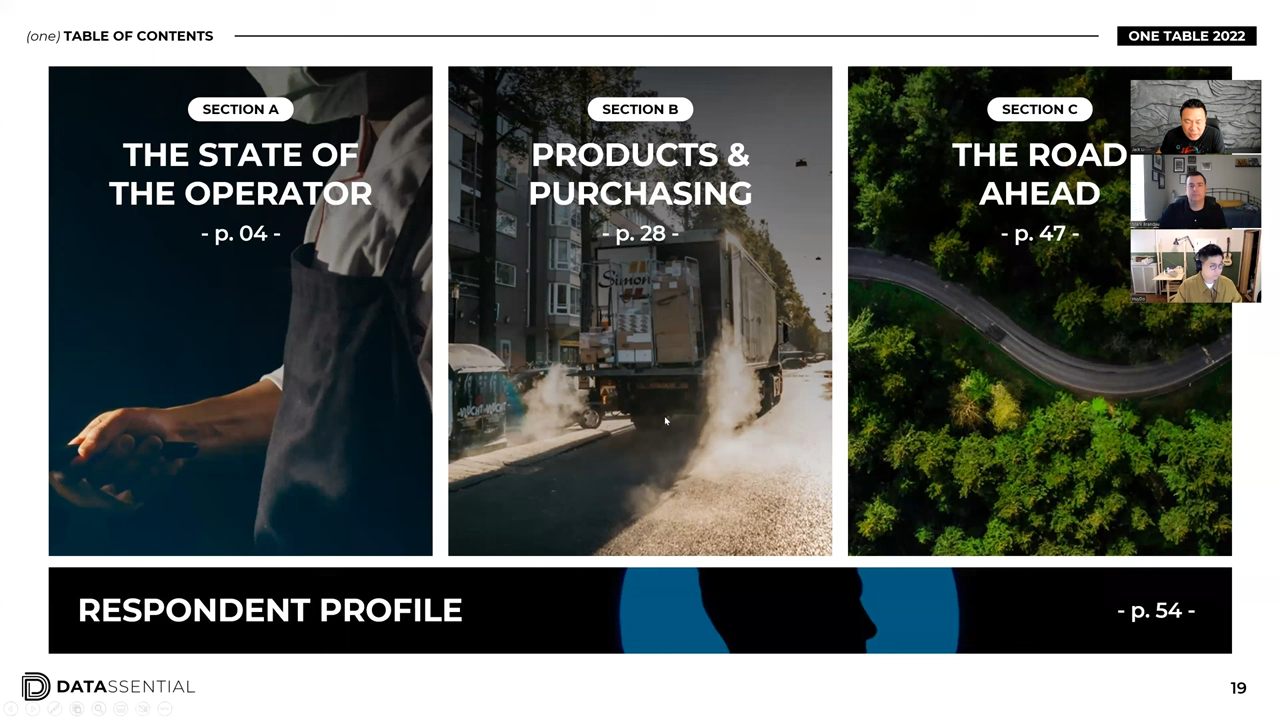 (one) TABLE OF CONTENTS
ONE TABLE 2022
SECTION A
THE STATE OF
THE OPERATOR
- p. 04 -
SECTION B
PRODUCTS &
PURCHASING
- p. 28 -
Simon
SECTION C
THE ROAD
AHEAD
- p. 47 -
RESPONDENT PROFILE
- p. 54 -
DATASSENTIAL
19